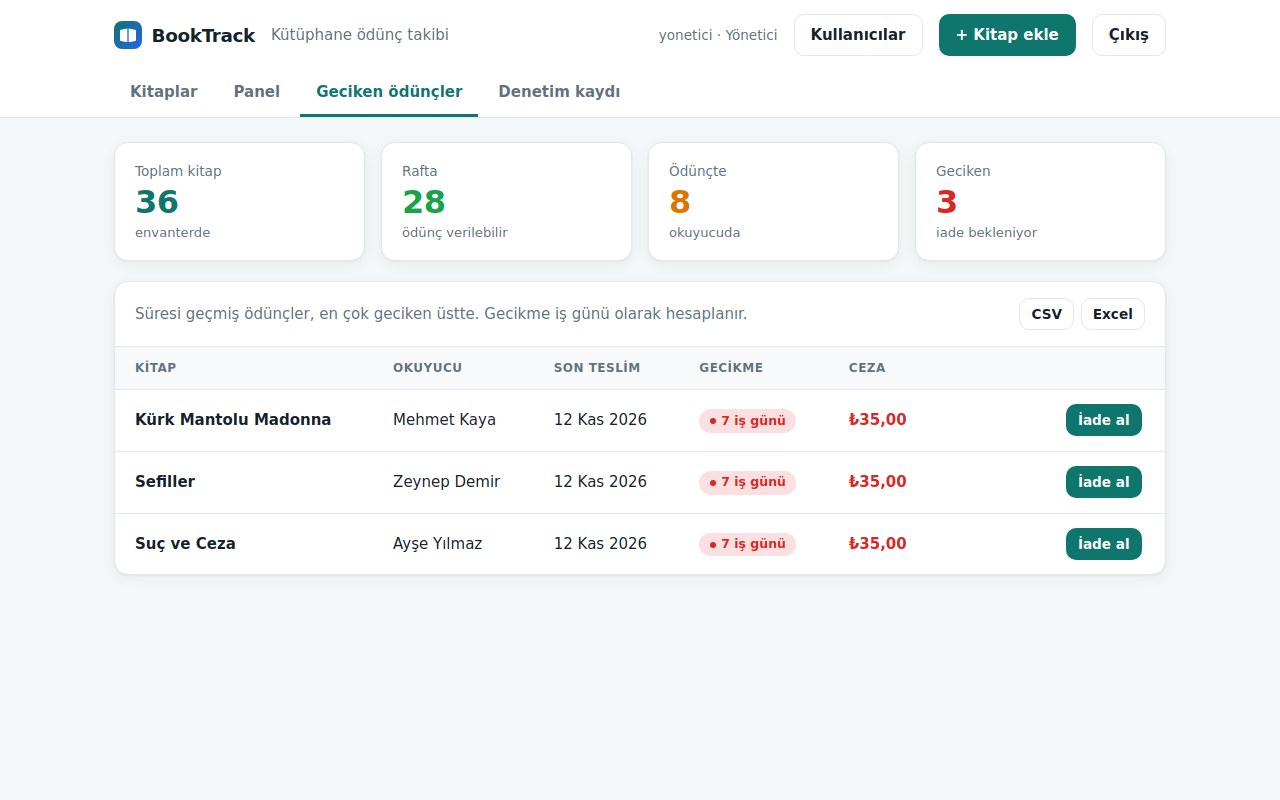 BookTrack Kütüphane ödünç takibi yonetici · Yönetici Kullanıcılar + Kitap ekle Çıkış
Kitaplar Panel Geciken ödünçler Denetim kaydı
Toplam kitap
36
envanterde
Rafta
28
ödünç verilebilir
Ödünçte
8
okuyucuda
Geciken
3
iade bekleniyor
Süresi geçmiş ödünçler, en çok geciken üstte. Gecikme iş günü olarak hesaplanır. CSV Excel
KİTAP OKUYUCU SON TESLİM GECİKME CEZA
Kürk Mantolu Madonna Mehmet Kaya 12 Kas 2026 7 iş günü ₺35,00 İade al
Sefiller Zeynep Demir 12 Kas 2026 7 iş günü ₺35,00 İade al
Suç ve Ceza Ayşe Yılmaz 12 Kas 2026 7 iş günü ₺35,00 İade al